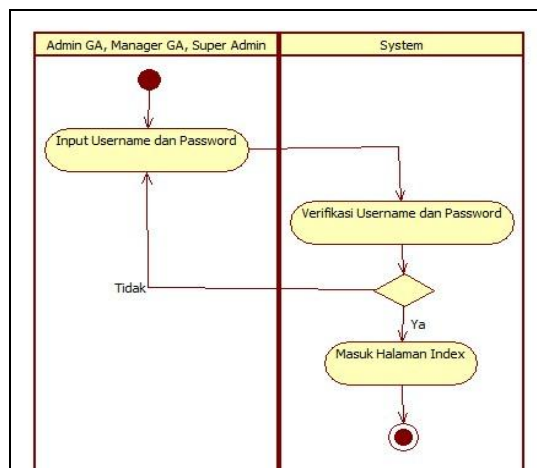 Admin GA, Manager GA, Super Admin
System
Input Username dan Password
Verifikasi Username dan Password
Tidak
Ya
Masuk Halaman Index